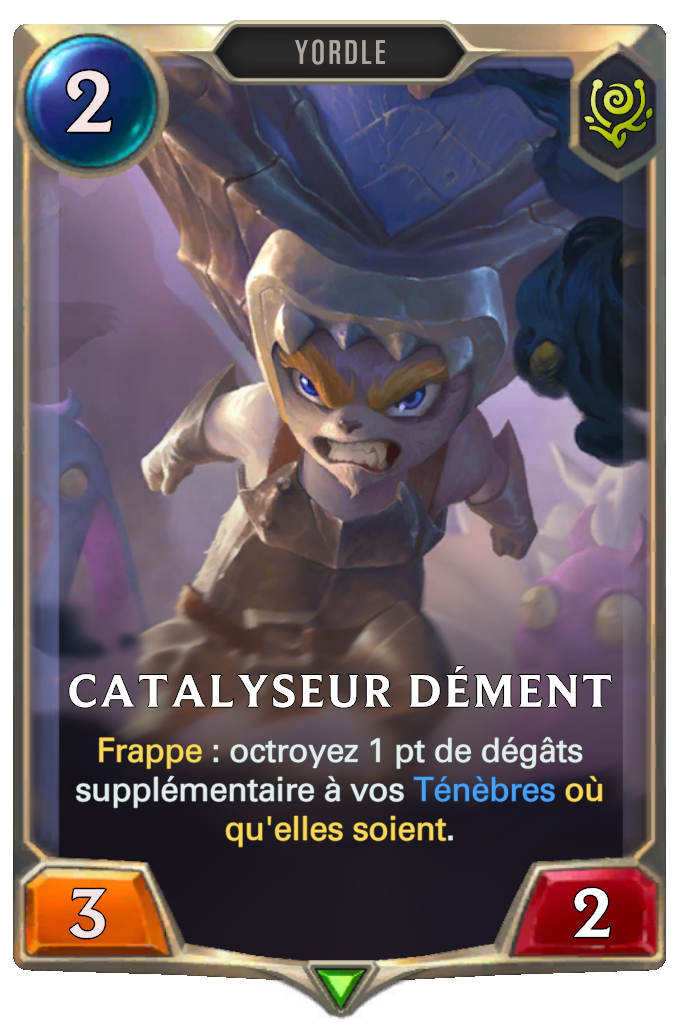 YORDLE
2
CATALYSEUR DÉMENT
Frappe : octroyez 1 pt de dégâts
supplémentaire à vos Ténèbres où
qu'elles soient.
3
2